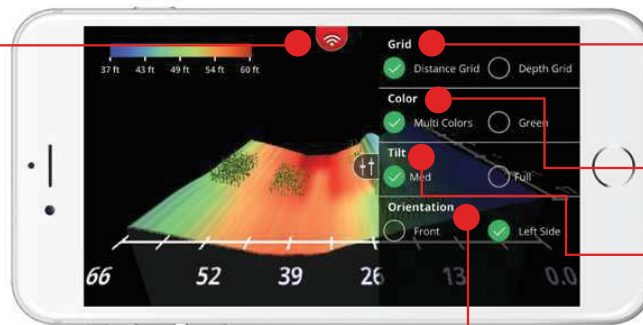 37 ft 43 ft 49 ft 54 ft 60 ft
Grid
Distance Grid Depth Grid
Color
Multi Colors Green
Tilt
Med Full
Orientation
Front Left Side
66 52 39 26 13 0.0